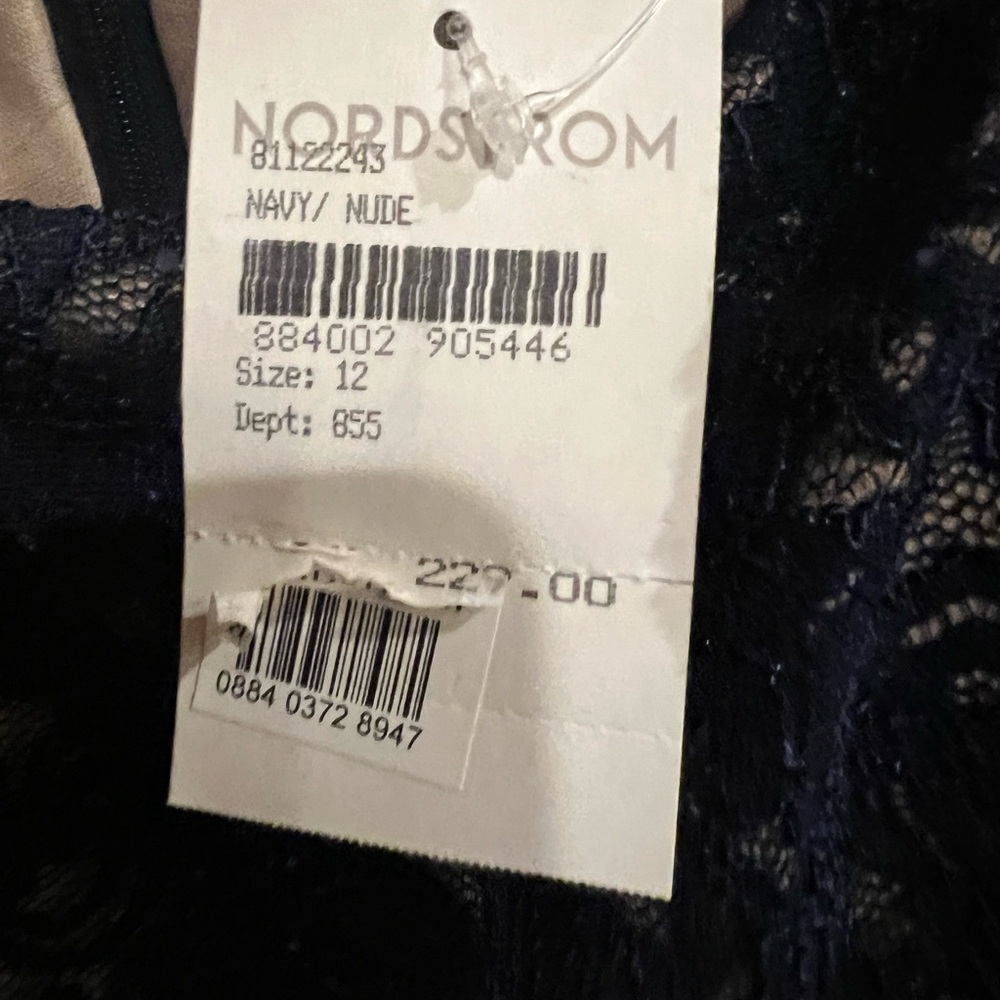 NORDSTROM
81122243
NAVY/ NUDE
884002 905446
Size: 12
Dept: 855
229.00
0884 0372 8947